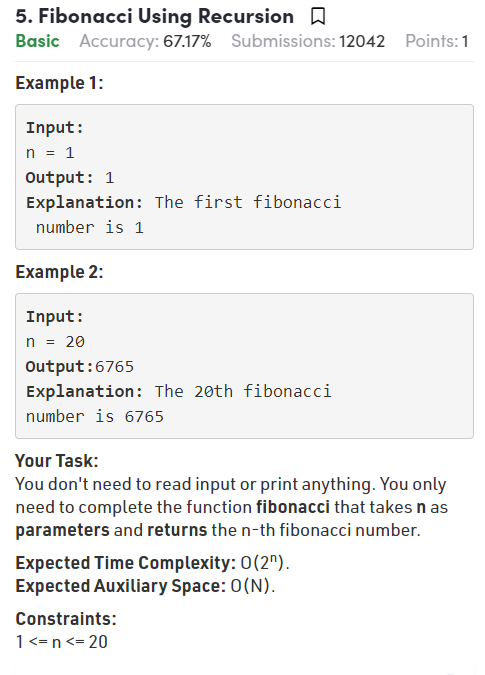 5. Fibonacci Using Recursion
Basic Accuracy: 67.17% Submissions: 12042 Points: 1
Example 1:
Input:
n = 1
Output: 1
Explanation: The first fibonacci
number is 1
Example 2:
Input:
n = 20
Output:6765
Explanation: The 20th fibonacci
number is 6765
Your Task:
You don't need to read input or print anything. You only
need to complete the function fibonacci that takes n as
parameters and returns the n-th fibonacci number.
Expected Time Complexity: O(2ⁿ).
Expected Auxiliary Space: O(N).
Constraints:
1 <= n <= 20